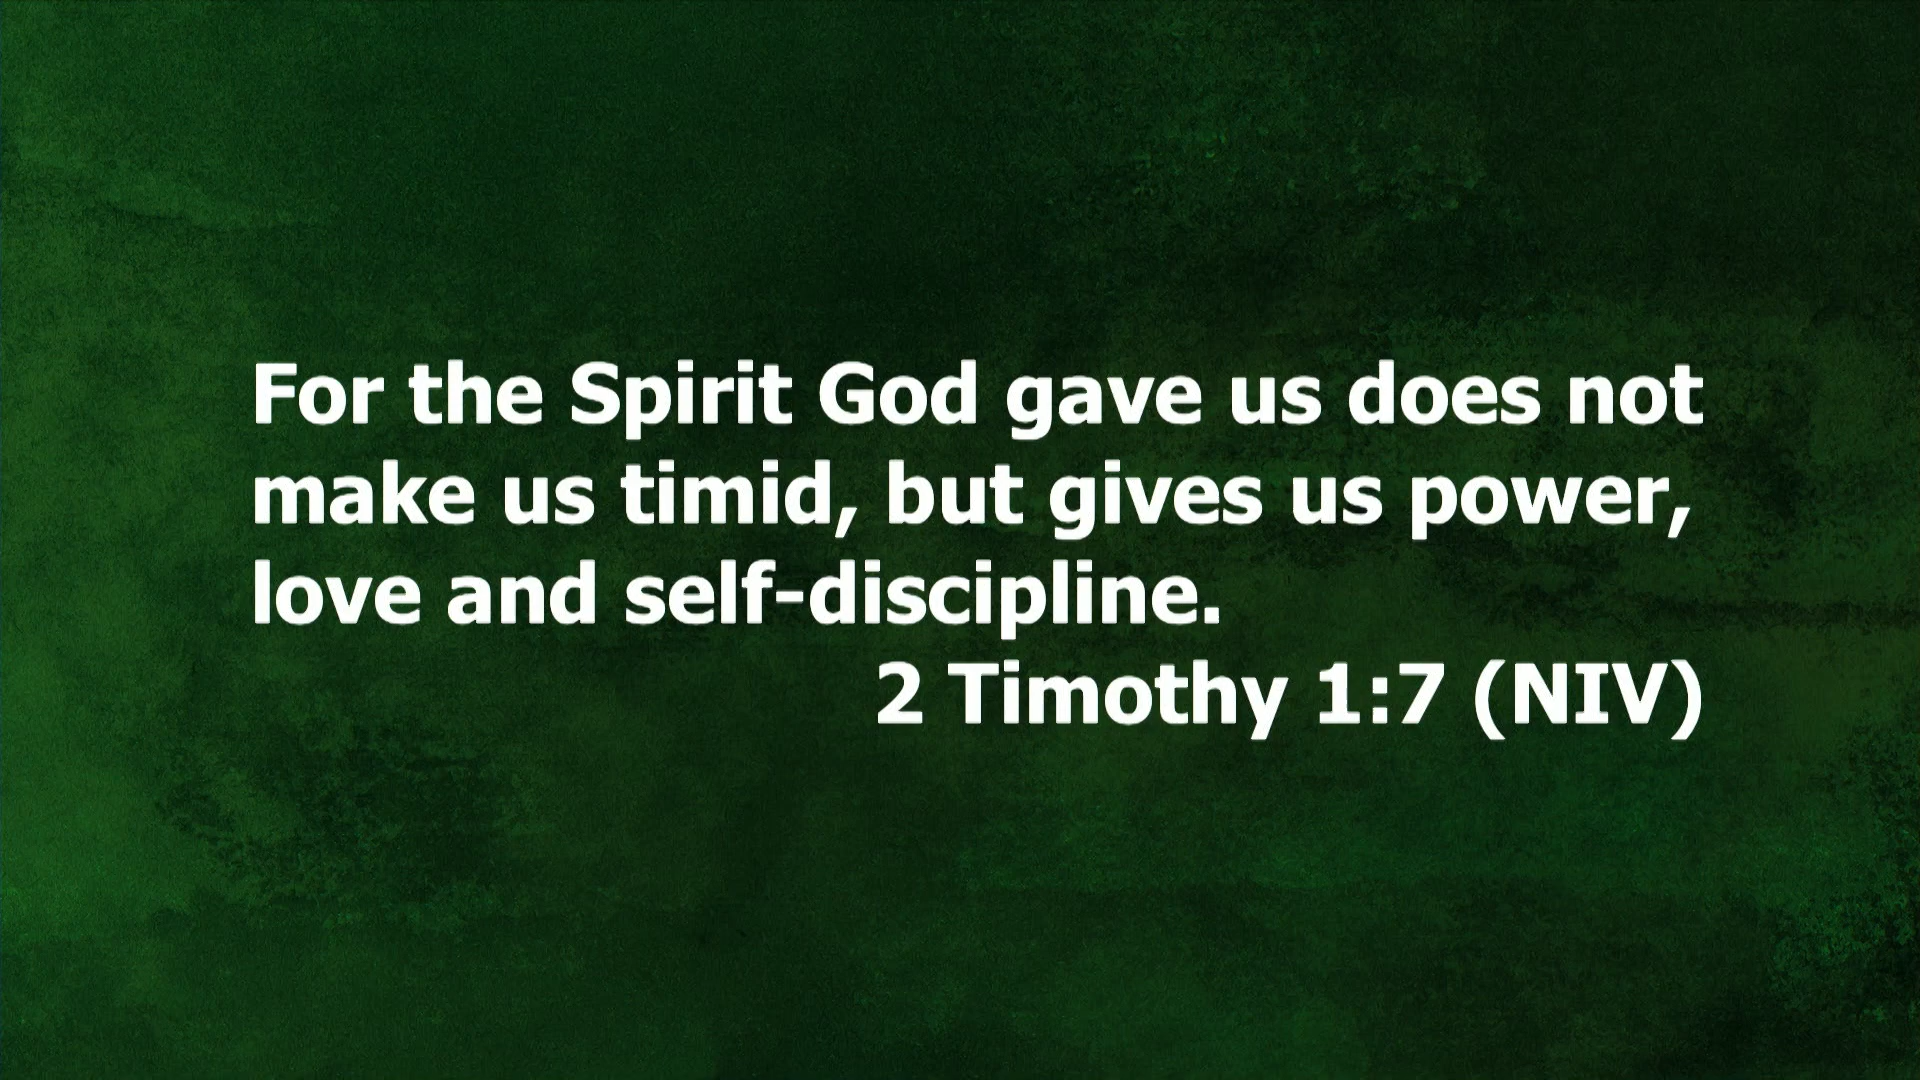 For the Spirit God gave us does not
make us timid, but gives us power,
love and self-discipline.
2 Timothy 1:7 (NIV)